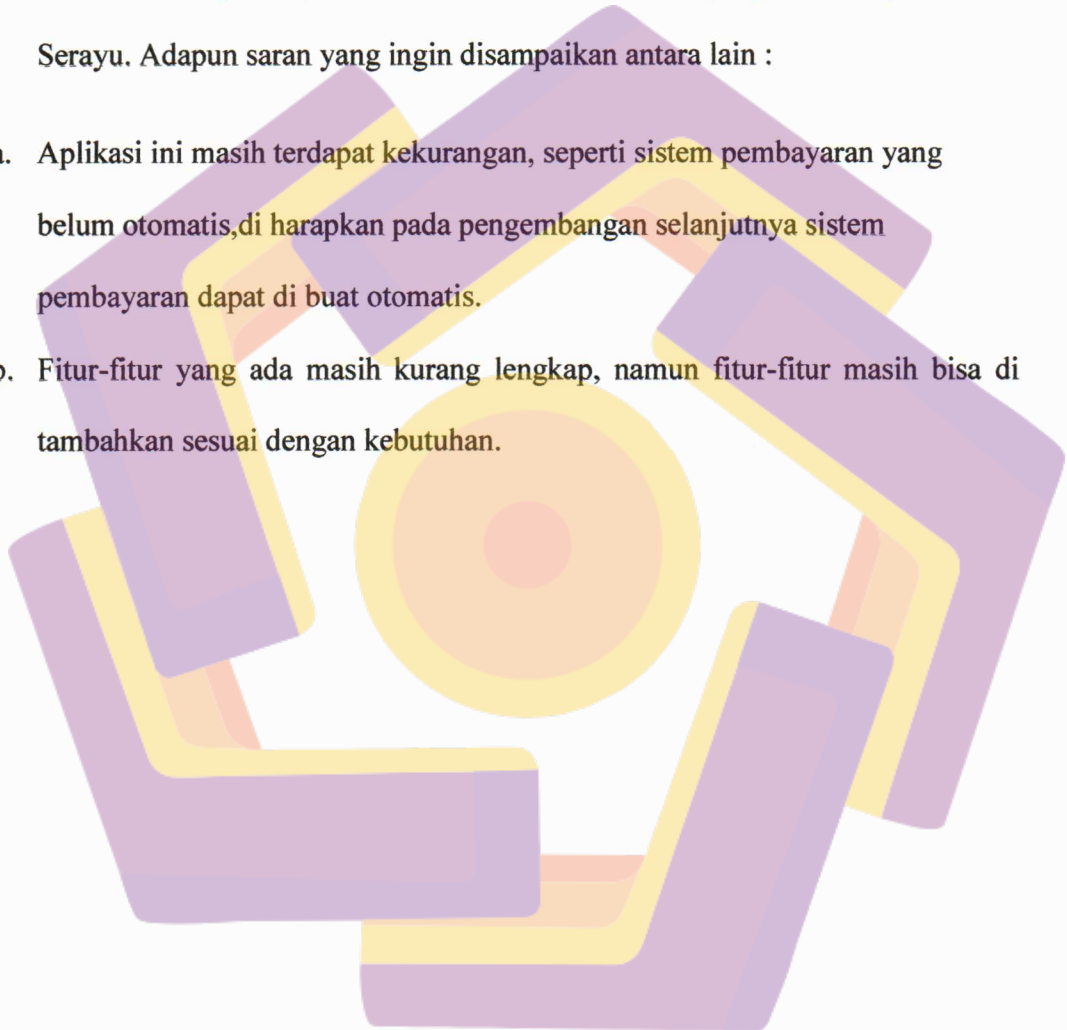 Serayu. Adapun saran yang ingin disampaikan antara lain :
a. Aplikasi ini masih terdapat kekurangan, seperti sistem pembayaran yang
belum otomatis,di harapkan pada pengembangan selanjutnya sistem
pembayaran dapat di buat otomatis.
b. Fitur-fitur yang ada masih kurang lengkap, namun fitur-fitur masih bisa di
tambahkan sesuai dengan kebutuhan.